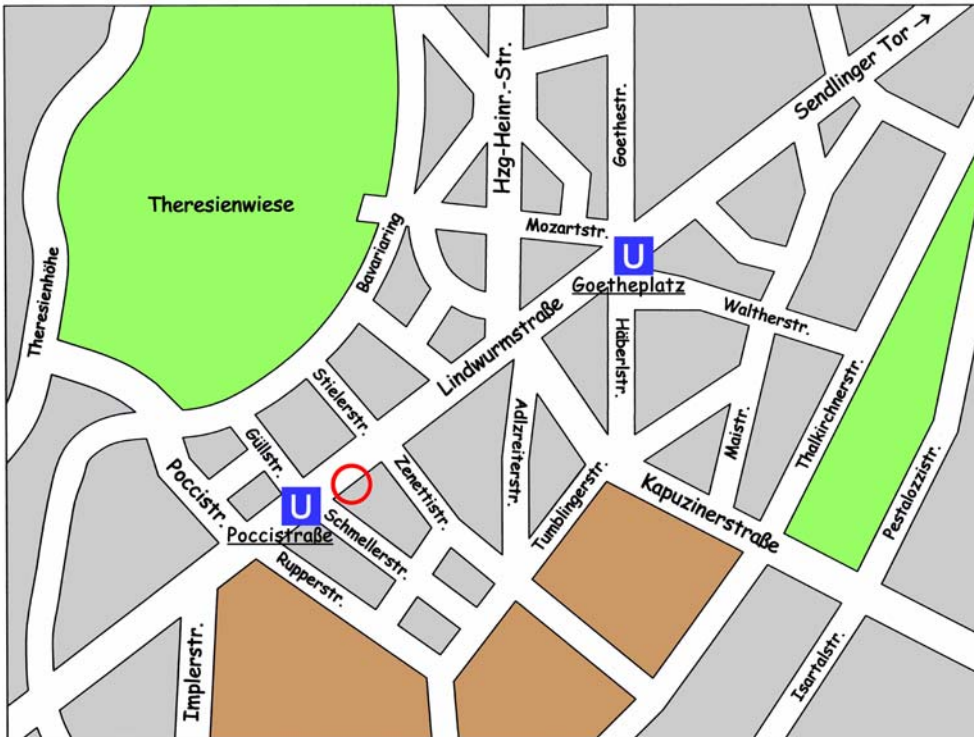 Sendlinger Tor →
Hzg-Heinr.-Str.
Goethestr.
Theresienwiese
Mozartstr.
Bavariaring
U
Goetheplatz
Theresienhöhe
Waltherstr.
Lindwurmstraße
Häberlstr.
Stielerstr.
Adlzreiterstr.
Maistr.
Thalkirchnerstr.
Güllstr.
Zenettistr.
Poccistr.
Tumblingerstr.
Kapuzinerstraße
Pestalozzistr.
U
Poccistraße
Schmellerstr.
Rupperstr.
Implerstr.
Isartalstr.